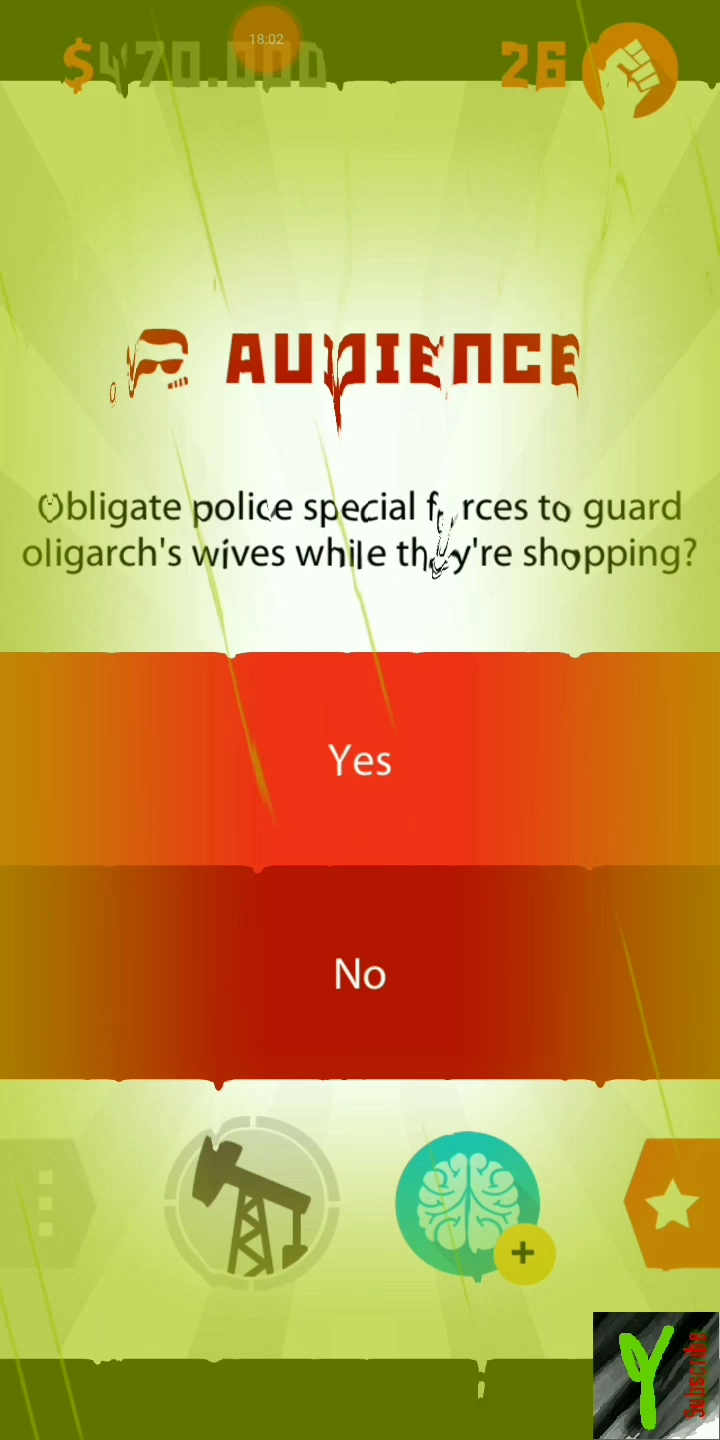 $470.000
18:02
26
AUDIENCE
Obligate police special forces to guard
oligarch's wives while they're shopping?
Yes
No
Subscribe